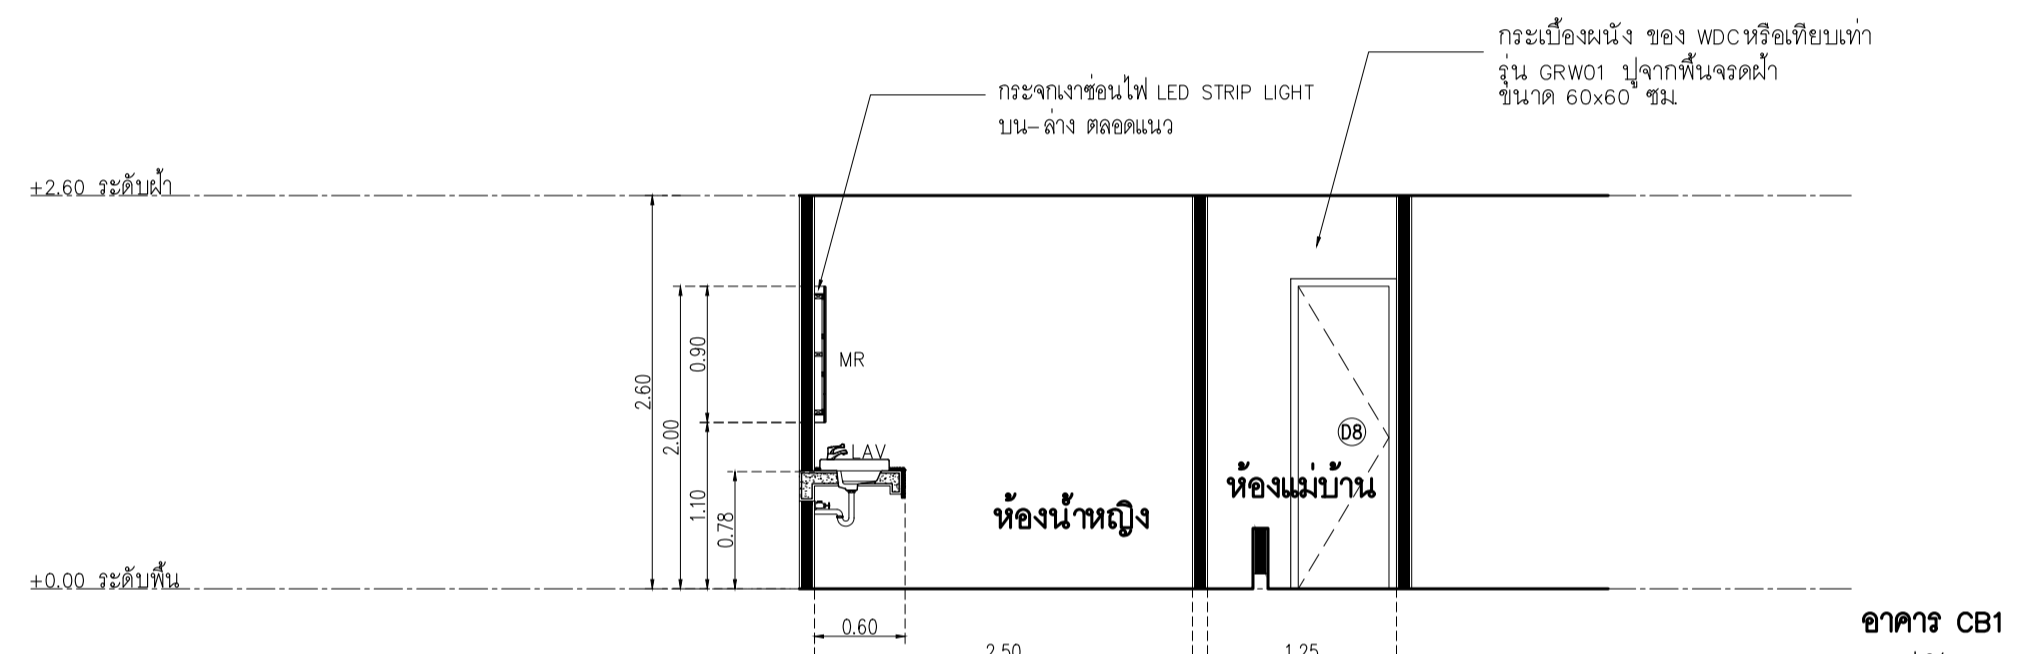 กระเบื้องผนัง ของ WDC หรือเทียบเท่า
รุ่น GRW01 ปูจากพื้นจรดฝ้า
ขนาด 60x60 ซม.
กระจกเงาซ่อนไฟ LED STRIP LIGHT
บน-ล่าง ตลอดแนว
+2.60 ระดับฝ้า
0.90
MR
2.60
2.00
D8
LAV
ห้องแม่บ้าน
1.10
0.78
ห้องน้ำหญิง
+0.00 ระดับพื้น
0.60
อาคาร CB1
2.50
1.25